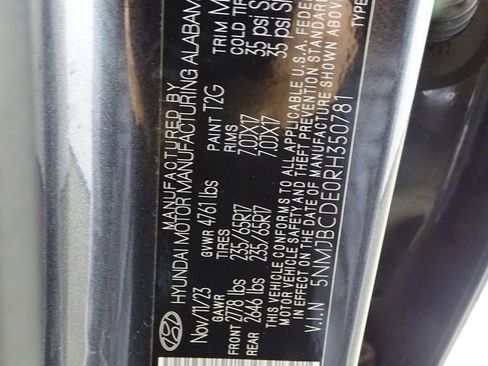 MANUFACTURED BY
HYUNDAI MOTOR MANUFACTURING ALABAMA
Nov/11/23 GVWR 4761 lbs PAINT T2G TRIM
GAWR TIRES RIMS COLD TIR
FRONT 2778 lbs 235/65R17 7.0JX17 35 psi
REAR 2646 lbs 235/65R17 7.0JX17 35 psi
THIS VEHICLE CONFORMS TO ALL APPLICABLE U.S.A. FEDE
MOTOR VEHICLE SAFETY AND THEFT PREVENTION STANDARD
IN EFFECT ON THE DATE OF MANUFACTURE SHOWN ABOV
V.I.N 5NMJBCDE0RH350781 TYPE